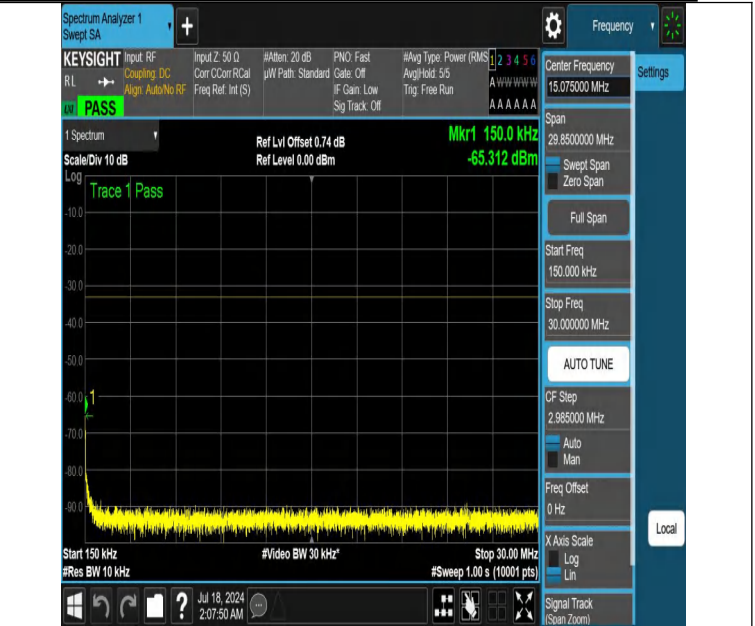 Spectrum Analyzer 1
Swept SA
+
Frequency
KEYSIGHT
RL
PASS
Input: RF
Coupling: DC
Align: Auto/No RF
Input Z: 50 Ω
Corr CCorr RCal
Freq Ref: Int (S)
#Atten: 20 dB
µW Path: Standard
PNO: Fast
Gate: Off
IF Gain: Low
Sig Track: Off
#Avg Type: Power (RMS
Avg|Hold: 5/5
Trig: Free Run
1 2 3 4 5 6
A W W W W W
A A A A A A
1 Spectrum
Scale/Div 10 dB
Ref Lvl Offset 0.74 dB
Ref Level 0.00 dBm
Mkr1 150.0 kHz
-65.312 dBm
Log
Trace 1 Pass
-10.0
-20.0
-30.0
-40.0
-50.0
-60.0
1
-70.0
-80.0
-90.0
Start 150 kHz
#Video BW 30 kHz*
Stop 30.00 MHz
#Res BW 10 kHz
#Sweep 1.00 s (10001 pts)
?
Jul 18, 2024
2:07:50 AM
Center Frequency
15.075000 MHz
Settings
Span
29.8500000 MHz
Swept Span
Zero Span
Full Span
Start Freq
150.000 kHz
Stop Freq
30.000000 MHz
AUTO TUNE
CF Step
2.985000 MHz
Auto
Man
Freq Offset
0 Hz
Local
X Axis Scale
Log
Lin
Signal Track
(Span Zoom)